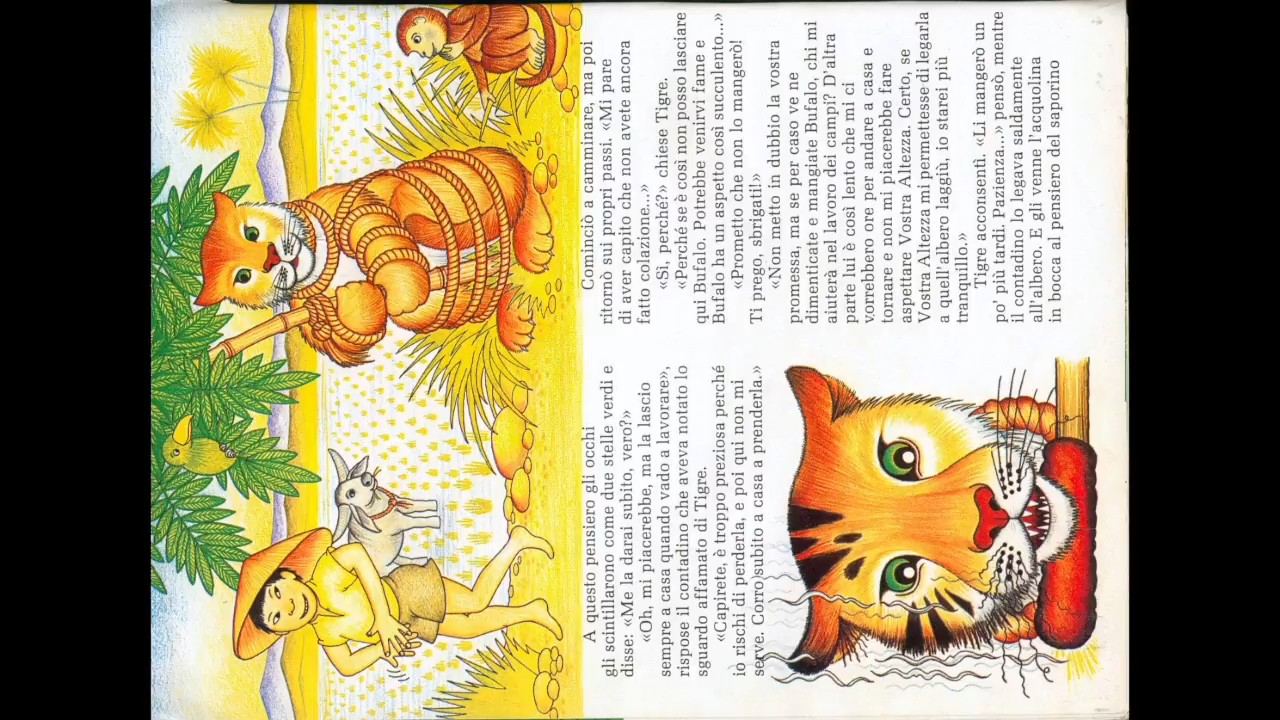 A questo pensiero gli occhi
gli scintillarono come due stelle verdi e
disse: «Me la darai subito, vero?»
«Oh, mi piacerebbe, ma la lascio
sempre a casa quando vado a lavorare»,
rispose il contadino che aveva notato lo
sguardo affamato di Tigre.
«Capirete, è troppo preziosa perché
io rischi di perderla, e poi qui non mi
serve. Corro subito a casa a prenderla.»
Cominciò a camminare, ma poi
ritornò sui propri passi. «Mi pare
di aver capito che non avete ancora
fatto colazione...»
«Sì, perché?» chiese Tigre.
«Perché se è così non posso lasciare
qui Bufalo. Potrebbe venirvi fame e
Bufalo ha un aspetto così succulento...»
«Prometto che non lo mangerò!
Ti prego, sbrigati!»
«Non metto in dubbio la vostra
promessa, ma se per caso ve ne
dimenticate e mangiate Bufalo, chi mi
aiuterà nel lavoro dei campi? D'altra
parte lui è così lento che mi ci
vorrebbero ore per andare a casa e
tornare e non mi piacerebbe fare
aspettare Vostra Altezza. Certo, se
Vostra Altezza mi permettesse di legarla
a quell'albero laggiù, io starei più
tranquillo.»
Tigre acconsentì. «Li mangerò un
po' più tardi. Pazienza...» pensò, mentre
il contadino lo legava saldamente
all'albero. E gli venne l'acquolina
in bocca al pensiero del saporino